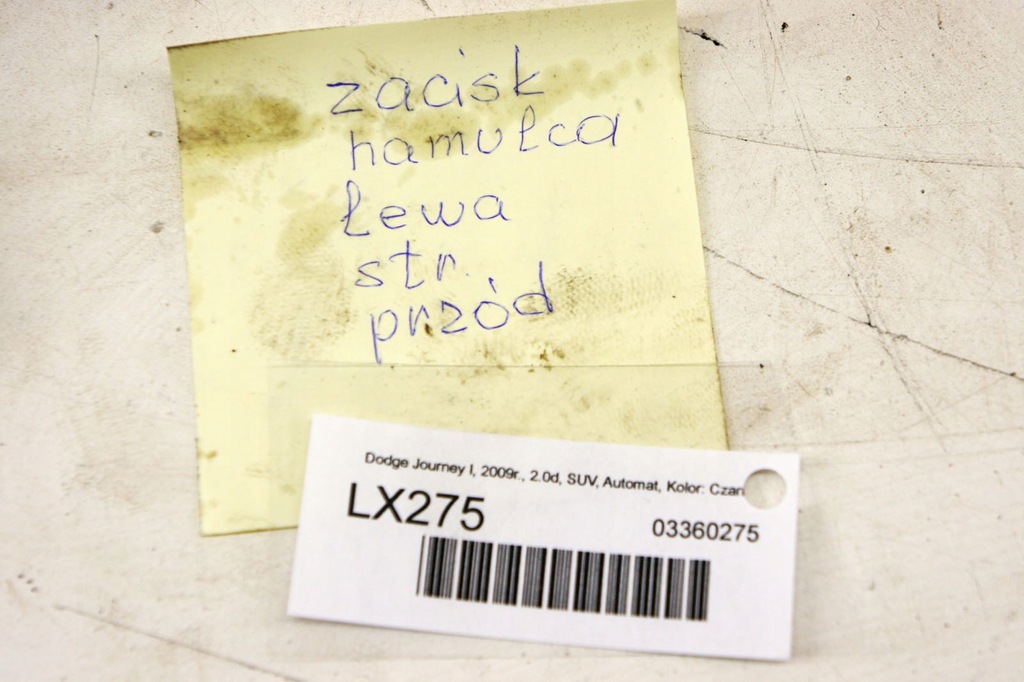 zacisk
hamulca
lewa
str.
przód
Dodge Journey I, 2009r., 2.0d, SUV, Automat, Kolor: Czar
LX275
03360275